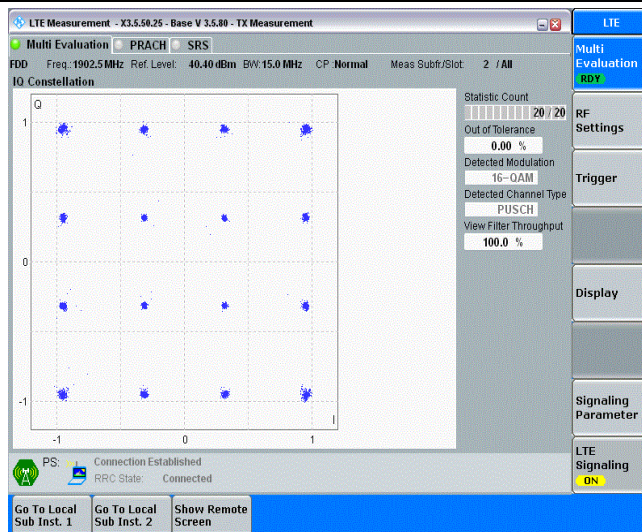 LTE Measurement - X3.5.50.25 - Base V 3.5.80 - TX Measurement
LTE
Multi Evaluation PRACH SRS
FDD Freq.:1902.5 MHz Ref. Level: 40.40 dBm BW:15.0 MHz CP :Normal Meas Subfr./Slot: 2 / All
IQ Constellation
Q
1
0
-1
I
-1 0 1
Statistic Count
20 / 20
Out of Tolerance
0.00 %
Detected Modulation
16-QAM
Detected Channel Type
PUSCH
View Filter Throughput
100.0 %
Multi
Evaluation
RDY
RF
Settings
Trigger
Display
Signaling
Parameter
LTE
Signaling
ON
PS: Connection Established
RRC State: Connected
Go To Local
Sub Inst. 1
Go To Local
Sub Inst. 2
Show Remote
Screen